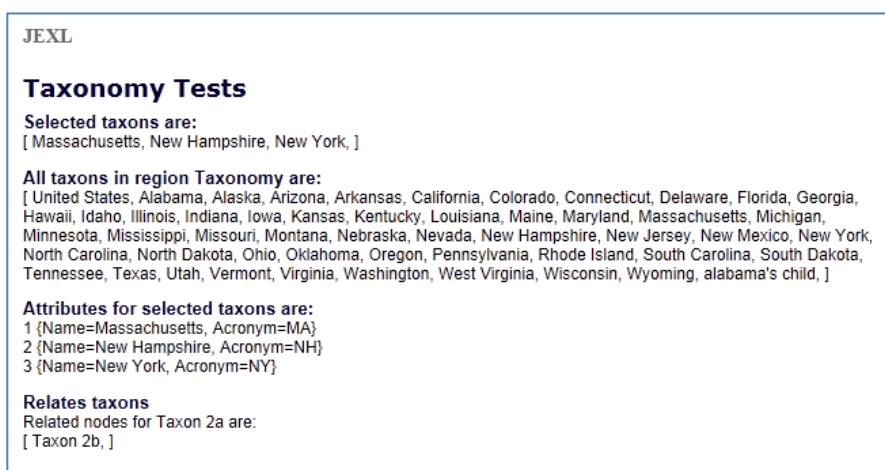 JEXL
Taxonomy Tests
Selected taxons are:
[ Massachusetts, New Hampshire, New York, ]
All taxons in region Taxonomy are:
[ United States, Alabama, Alaska, Arizona, Arkansas, California, Colorado, Connecticut, Delaware, Florida, Georgia,
Hawaii, Idaho, Illinois, Indiana, Iowa, Kansas, Kentucky, Louisiana, Maine, Maryland, Massachusetts, Michigan,
Minnesota, Mississippi, Missouri, Montana, Nebraska, Nevada, New Hampshire, New Jersey, New Mexico, New York,
North Carolina, North Dakota, Ohio, Oklahoma, Oregon, Pennsylvania, Rhode Island, South Carolina, South Dakota,
Tennessee, Texas, Utah, Vermont, Virginia, Washington, West Virginia, Wisconsin, Wyoming, alabama's child, ]
Attributes for selected taxons are:
1 {Name=Massachusetts, Acronym=MA}
2 {Name=New Hampshire, Acronym=NH}
3 {Name=New York, Acronym=NY}
Relates taxons
Related nodes for Taxon 2a are:
[ Taxon 2b, ]